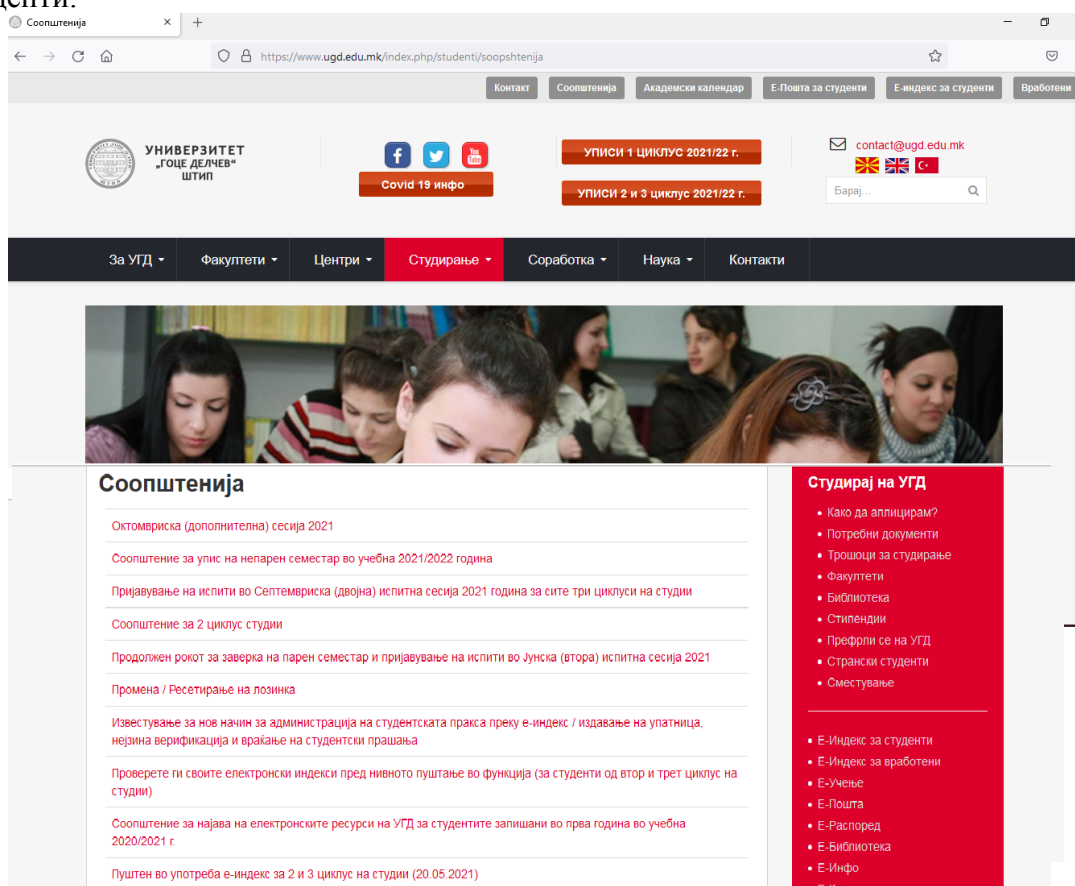 центи.
Соопштенија
https://www.ugd.edu.mk/index.php/studenti/soopshtenija
Контакт Соопштенија Академски календар Е-Пошта за студенти Е-индекс за студенти Вработени
УНИВЕРЗИТЕТ
„ГОЦЕ ДЕЛЧЕВ“
ШТИП
Covid 19 инфо
УПИСИ 1 ЦИКЛУС 2021/22 г.
УПИСИ 2 и 3 циклус 2021/22 г.
contact@ugd.edu.mk
Барај...
За УГД Факултети Центри Студирање Соработка Наука Контакти
Соопштенија
Октомвриска (дополнителна) сесија 2021
Соопштение за упис на непарен семестар во учебна 2021/2022 година
Пријавување на испити во Септемвриска (двојна) испитна сесија 2021 година за сите три циклуси на студии
Соопштение за 2 циклус студии
Продолжен рокот за заверка на парен семестар и пријавување на испити во Јунска (втора) испитна сесија 2021
Промена / Ресетирање на лозинка
Известување за нов начин за администрација на студентската пракса преку е-индекс / издавање на упатница,
нејзина верификација и враќање на студентски прашања
Проверете ги своите електронски индекси пред нивното пуштање во функција (за студенти од втор и трет циклус на
студии)
Соопштение за најава на електронските ресурси на УГД за студентите запишани во прва година во учебна
2020/2021 г.
Пуштен во употреба е-индекс за 2 и 3 циклус на студии (20.05.2021)
Студирај на УГД
Како да аплицирам?
Потребни документи
Трошоци за студирање
Факултети
Библиотека
Стипендии
Префрли се на УГД
Странски студенти
Сместување
Е-Индекс за студенти
Е-Индекс за вработени
Е-Учење
Е-Пошта
Е-Распоред
Е-Библиотека
Е-Инфо